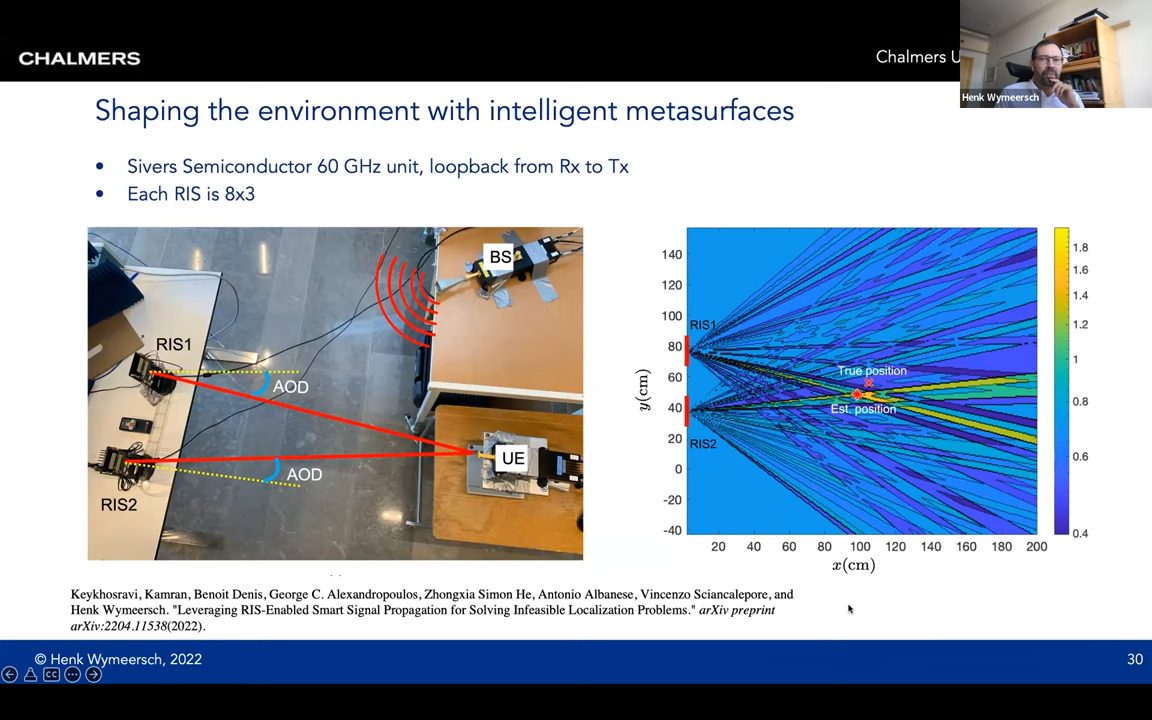 CHALMERS
Chalmers U
Henk Wymeersch
Shaping the environment with intelligent metasurfaces
• Sivers Semiconductor 60 GHz unit, loopback from Rx to Tx
• Each RIS is 8x3
BS
RIS1
AOD
UE
AOD
RIS2
140
120
100
80
60
40
20
0
-20
-40
y(cm)
RIS1
True position
Est. position
RIS2
20 40 60 80 100 120 140 160 180 200
x(cm)
1.8
1.6
1.4
1.2
1
0.8
0.6
0.4
Keykhosravi, Kamran, Benoit Denis, George C. Alexandropoulos, Zhongxia Simon He, Antonio Albanese, Vincenzo Sciancalepore, and
Henk Wymeersch. "Leveraging RIS-Enabled Smart Signal Propagation for Solving Infeasible Localization Problems." arXiv preprint
arXiv:2204.11538(2022).
© Henk Wymeersch, 2022
30
CC